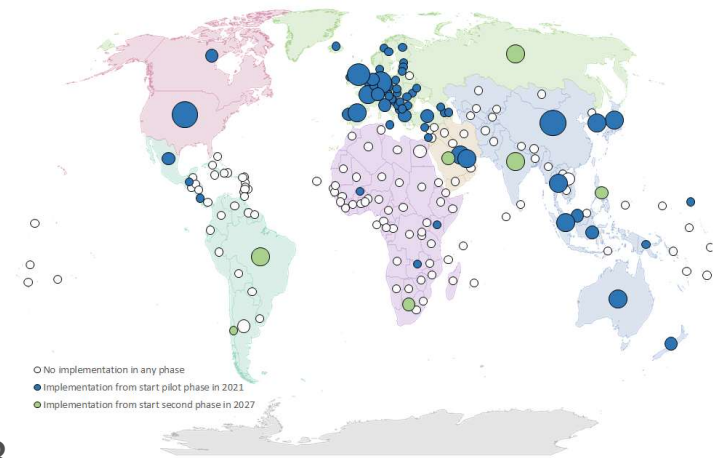 No implementation in any phase
Implementation from start pilot phase in 2021
Implementation from start second phase in 2027